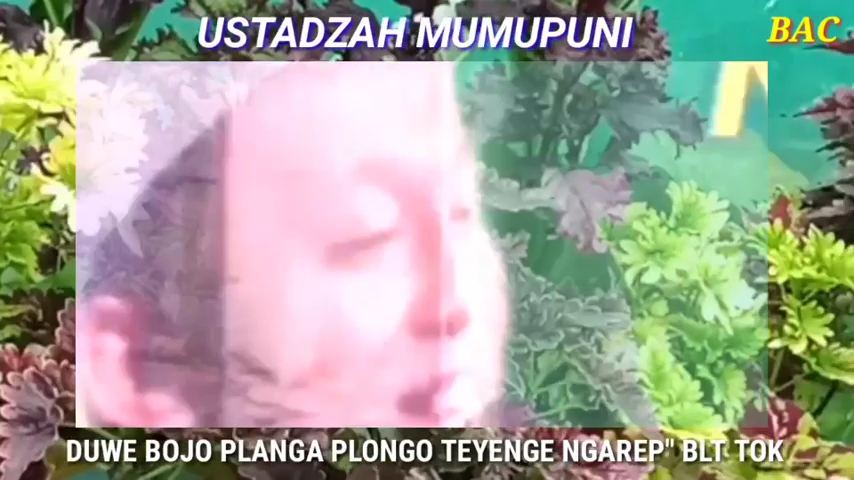 USTADZAH MUMUPUNI
BAC
DUWE BOJO PLANGA PLONGO TEYENGE NGAREP" BLT TOK